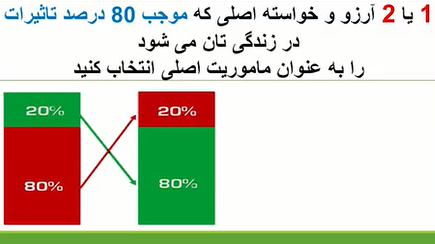 1 یا 2 آرزو و خواسته اصلی که موجب 80 درصد تاثیرات
در زندگی تان می شود
را به عنوان ماموریت اصلی انتخاب کنید
20% 20%
80% 80%